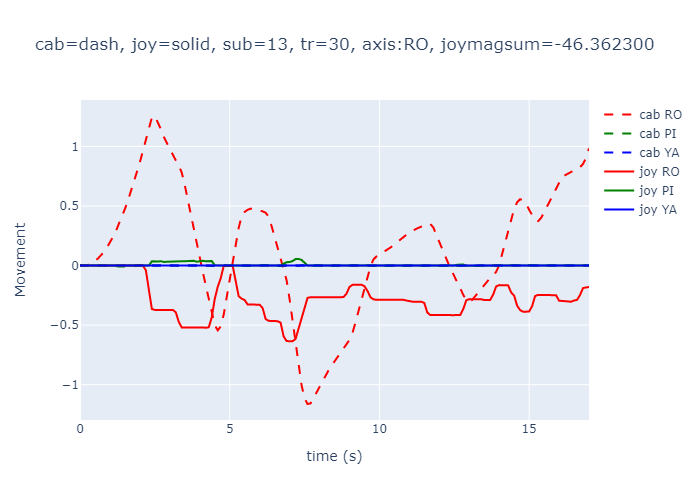 cab=dash, joy=solid, sub=13, tr=30, axis:RO, joymagsum=-46.362300
cab RO
cab PI
cab YA
joy RO
joy PI
joy YA
Movement
1
0.5
0
−0.5
−1
0
5
10
15
time (s)